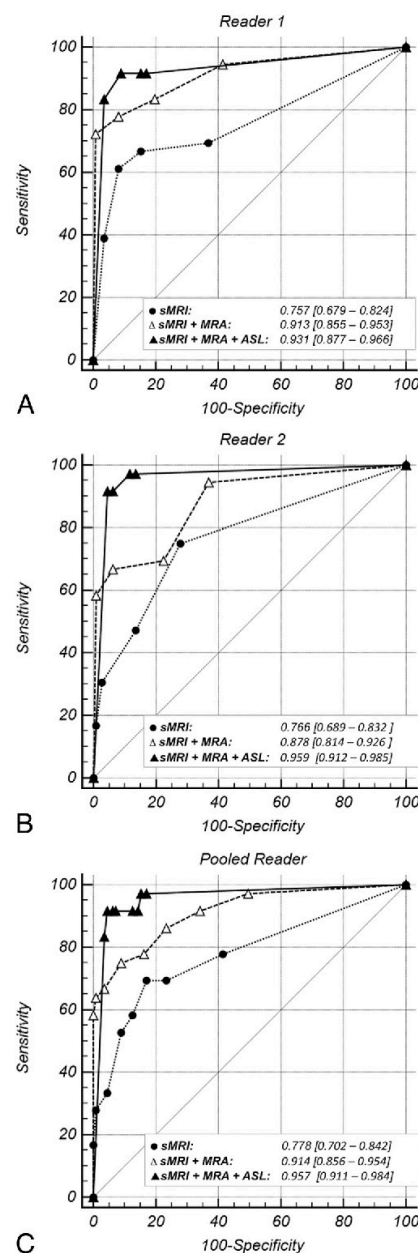 Reader 1
100
80
60
40
20
0
Sensitivity
sMRI: 0.757 [0.679 – 0.824]
sMRI + MRA: 0.913 [0.855 – 0.953]
sMRI + MRA + ASL: 0.931 [0.877 – 0.966]
0 20 40 60 80 100
100-Specificity
A
Reader 2
100
80
60
40
20
0
Sensitivity
sMRI: 0.766 [0.689 – 0.832 ]
sMRI + MRA: 0.878 [0.814 – 0.926 ]
sMRI + MRA + ASL: 0.959 [0.912 – 0.985]
0 20 40 60 80 100
100-Specificity
B
Pooled Reader
100
80
60
40
20
0
Sensitivity
sMRI: 0.778 [0.702 – 0.842]
sMRI + MRA: 0.914 [0.856 – 0.954]
sMRI + MRA + ASL: 0.957 [0.911 – 0.984]
0 20 40 60 80 100
100-Specificity
C